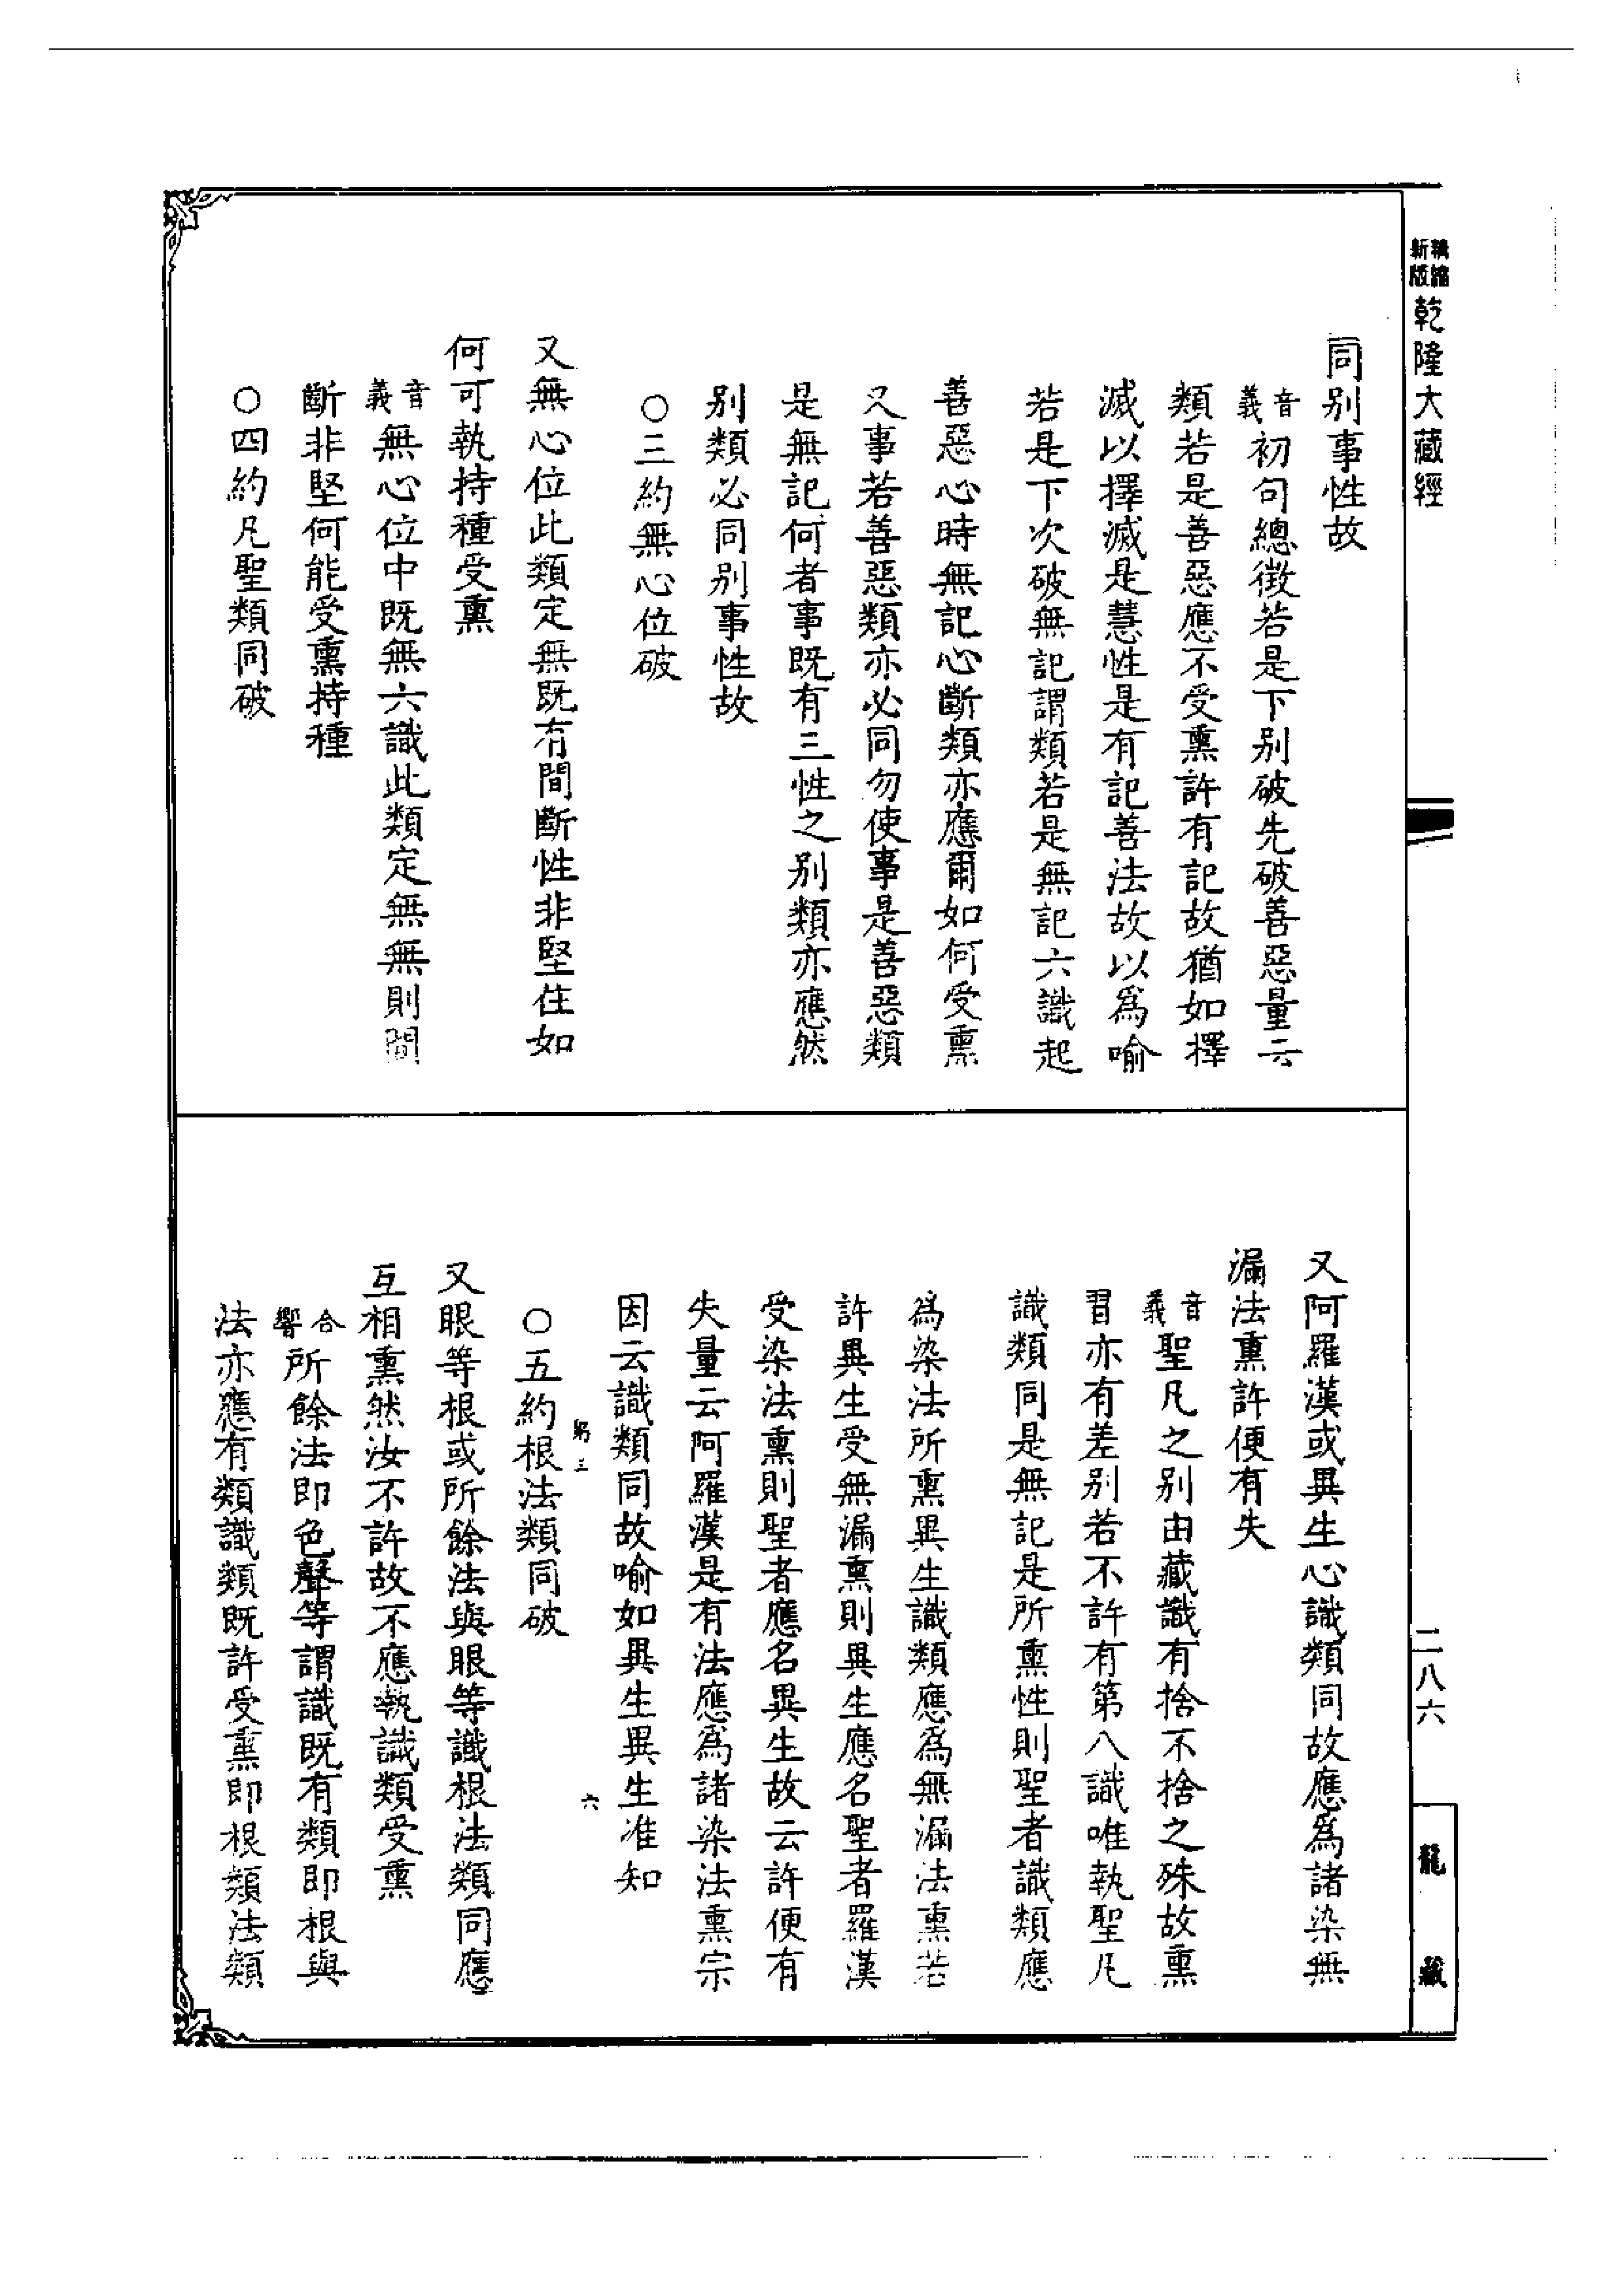 精縮新版乾隆大藏經
二八六
龍藏
同別事性故
音義初句總徵若是下別破先破善惡量云
類若是善惡應不受熏許有記故猶如擇
滅以擇滅是慧性是有記善法故以為喻
若是下次破無記謂類若是無記六識起
善惡心時無記心斷類亦應爾如何受熏
又事若善惡類亦必同勿使事是善惡類
是無記何者事既有三性之別類亦應然
別類必同別事性故
○三約無心位破
又無心位此類定無既有間斷性非堅住如
何可執持種受熏
音義無心位中既無六識此類定無無則間
斷非堅何能受熏持種
○四約凡聖類同破
又阿羅漢或異生心識類同故應為諸染無
漏法熏許便有失
音義聖凡之別由藏識有捨不捨之殊故熏
習亦有差別若不許有第八識唯執聖凡
識類同是無記是所熏性則聖者識類應
為染法所熏異生識類應為無漏法熏若
許異生受無漏熏則異生應名聖者羅漢
受染法熏則聖者應名異生故云許便有
失量云阿羅漢是有法應為諸染法熏宗
因云識類同故喻如異生異生准知
第三 六
○五約根法類同破
又眼等根或所餘法與眼等識根法類同應
互相熏然汝不許故不應執識類受熏
合響所餘法即色聲等謂識既有類即根與
法亦應有類識類既許受熏即根類法類